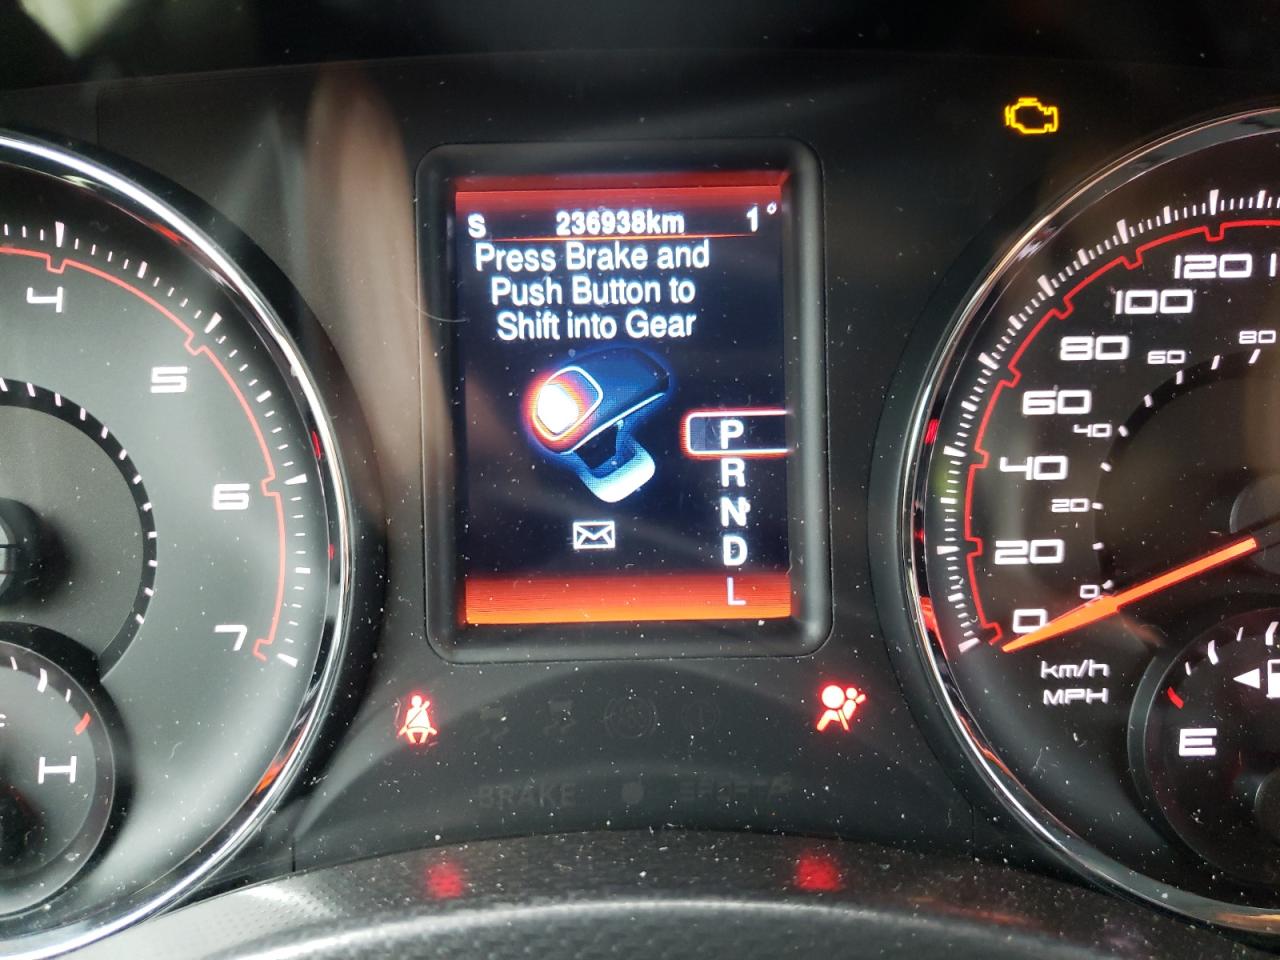 S 236938km 1°
Press Brake and
Push Button to
Shift into Gear
P
R
N
D
L
4
5
6
7
H
120
100
80
60
40
20
0
80
60
40
20
0
km/h
MPH
E
BRAKE